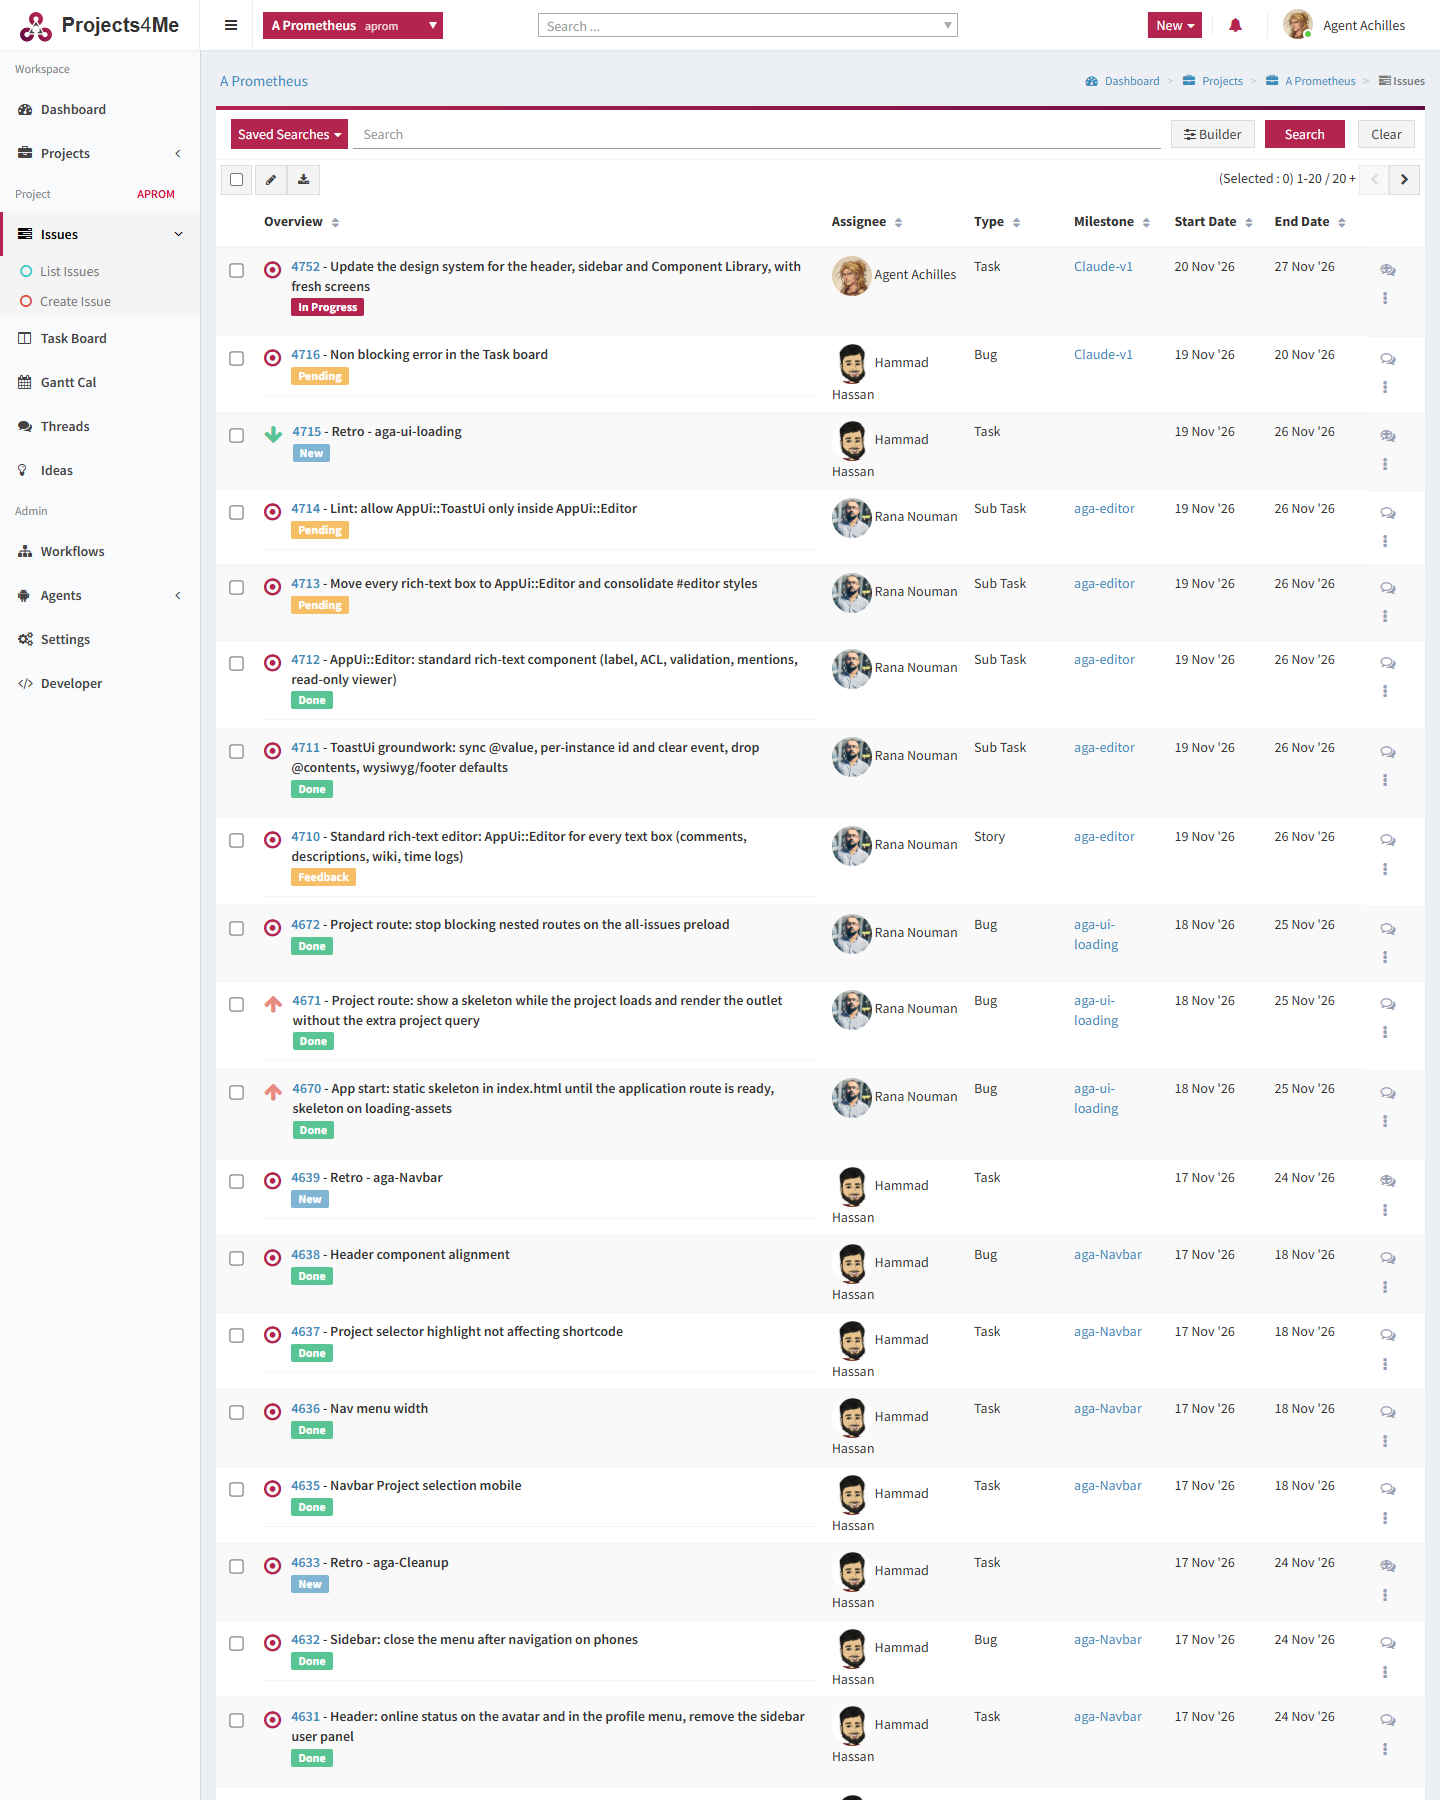 Projects4Me
A Prometheus aprom
Search ...
New
Agent Achilles
Workspace
Dashboard
Projects
Project APROM
Issues
List Issues
Create Issue
Task Board
Gantt Cal
Threads
Ideas
Admin
Workflows
Agents
Settings
Developer
A Prometheus
Dashboard > Projects > A Prometheus > Issues
Saved Searches Search Builder Search Clear
(Selected : 0) 1-20 / 20 +
Overview Assignee Type Milestone Start Date End Date
4752 - Update the design system for the header, sidebar and Component Library, with
fresh screens
In Progress
Agent Achilles Task Claude-v1 20 Nov '26 27 Nov '26
4716 - Non blocking error in the Task board
Pending
Hammad
Hassan
Bug Claude-v1 19 Nov '26 20 Nov '26
4715 - Retro - aga-ui-loading
New
Hammad
Hassan
Task 19 Nov '26 26 Nov '26
4714 - Lint: allow AppUi::ToastUi only inside AppUi::Editor
Pending
Rana Nouman Sub Task aga-editor 19 Nov '26 26 Nov '26
4713 - Move every rich-text box to AppUi::Editor and consolidate #editor styles
Pending
Rana Nouman Sub Task aga-editor 19 Nov '26 26 Nov '26
4712 - AppUi::Editor: standard rich-text component (label, ACL, validation, mentions,
read-only viewer)
Done
Rana Nouman Sub Task aga-editor 19 Nov '26 26 Nov '26
4711 - ToastUi groundwork: sync @value, per-instance id and clear event, drop
@contents, wysiwyg/footer defaults
Done
Rana Nouman Sub Task aga-editor 19 Nov '26 26 Nov '26
4710 - Standard rich-text editor: AppUi::Editor for every text box (comments,
descriptions, wiki, time logs)
Feedback
Rana Nouman Story aga-editor 19 Nov '26 26 Nov '26
4672 - Project route: stop blocking nested routes on the all-issues preload
Done
Rana Nouman Bug aga-ui-
loading
18 Nov '26 25 Nov '26
4671 - Project route: show a skeleton while the project loads and render the outlet
without the extra project query
Done
Rana Nouman Bug aga-ui-
loading
18 Nov '26 25 Nov '26
4670 - App start: static skeleton in index.html until the application route is ready,
skeleton on loading-assets
Done
Rana Nouman Bug aga-ui-
loading
18 Nov '26 25 Nov '26
4639 - Retro - aga-Navbar
New
Hammad
Hassan
Task 17 Nov '26 24 Nov '26
4638 - Header component alignment
Done
Hammad
Hassan
Bug aga-Navbar 17 Nov '26 18 Nov '26
4637 - Project selector highlight not affecting shortcode
Done
Hammad
Hassan
Task aga-Navbar 17 Nov '26 18 Nov '26
4636 - Nav menu width
Done
Hammad
Hassan
Task aga-Navbar 17 Nov '26 18 Nov '26
4635 - Navbar Project selection mobile
Done
Hammad
Hassan
Task aga-Navbar 17 Nov '26 18 Nov '26
4633 - Retro - aga-Cleanup
New
Hammad
Hassan
Task 17 Nov '26 24 Nov '26
4632 - Sidebar: close the menu after navigation on phones
Done
Hammad
Hassan
Bug aga-Navbar 17 Nov '26 24 Nov '26
4631 - Header: online status on the avatar and in the profile menu, remove the sidebar
user panel
Done
Hammad
Hassan
Task aga-Navbar 17 Nov '26 24 Nov '26